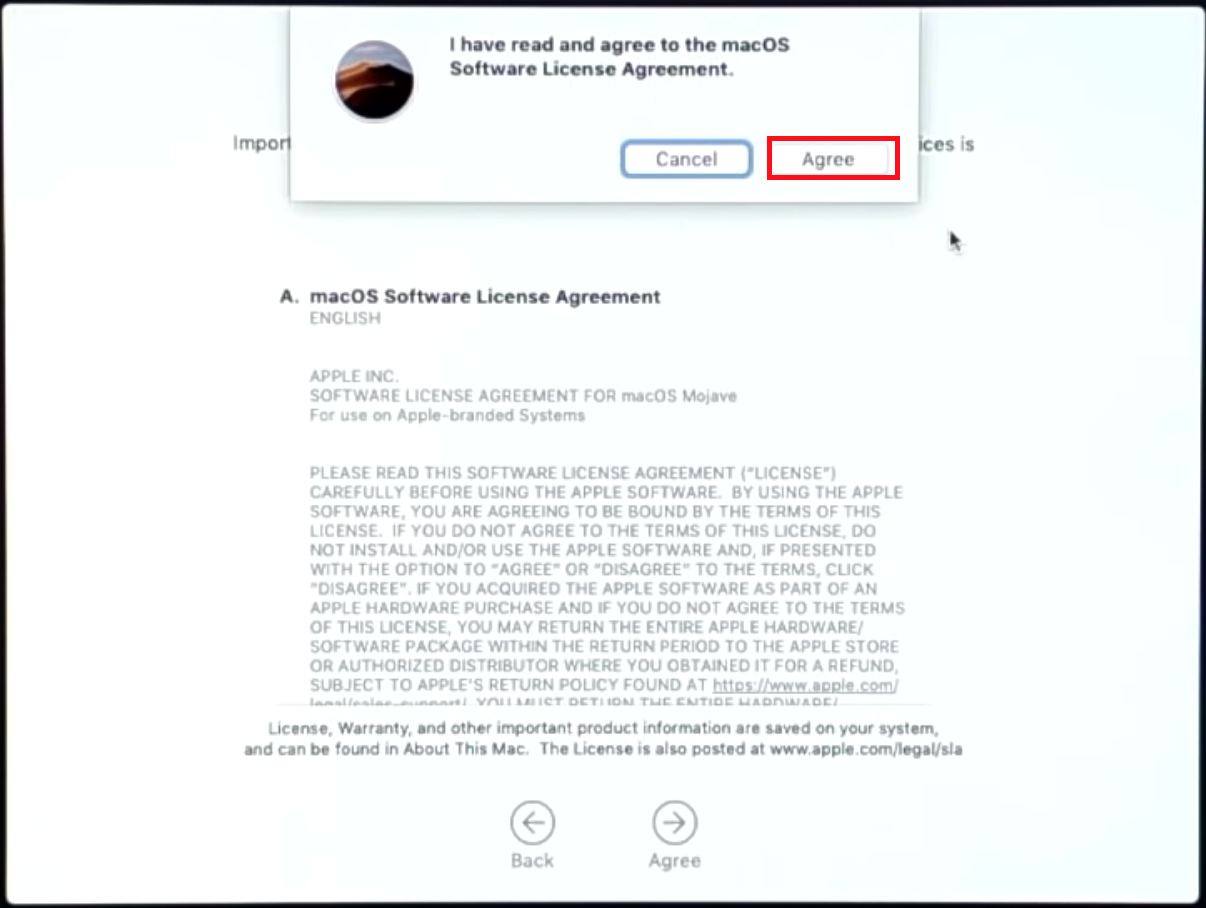 I have read and agree to the macOS
Software License Agreement.
Import
ices is
Cancel
Agree
A. macOS Software License Agreement
ENGLISH
APPLE INC.
SOFTWARE LICENSE AGREEMENT FOR macOS Mojave
For use on Apple-branded Systems
PLEASE READ THIS SOFTWARE LICENSE AGREEMENT ("LICENSE")
CAREFULLY BEFORE USING THE APPLE SOFTWARE. BY USING THE APPLE
SOFTWARE, YOU ARE AGREEING TO BE BOUND BY THE TERMS OF THIS
LICENSE. IF YOU DO NOT AGREE TO THE TERMS OF THIS LICENSE, DO
NOT INSTALL AND/OR USE THE APPLE SOFTWARE AND, IF PRESENTED
WITH THE OPTION TO "AGREE" OR "DISAGREE" TO THE TERMS, CLICK
"DISAGREE". IF YOU ACQUIRED THE APPLE SOFTWARE AS PART OF AN
APPLE HARDWARE PURCHASE AND IF YOU DO NOT AGREE TO THE TERMS
OF THIS LICENSE, YOU MAY RETURN THE ENTIRE APPLE HARDWARE/
SOFTWARE PACKAGE WITHIN THE RETURN PERIOD TO THE APPLE STORE
OR AUTHORIZED DISTRIBUTOR WHERE YOU OBTAINED IT FOR A REFUND,
SUBJECT TO APPLE'S RETURN POLICY FOUND AT https://www.apple.com/
legal/sales-support/. YOU MUST RETURN THE ENTIRE HARDWARE/
License, Warranty, and other important product information are saved on your system,
and can be found in About This Mac. The License is also posted at www.apple.com/legal/sla
Back
Agree